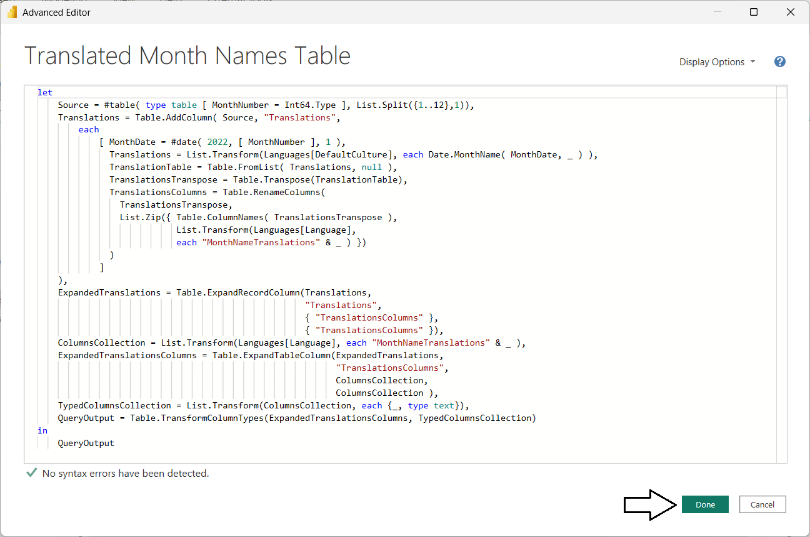 Advanced Editor
Translated Month Names Table
Display Options
?
let
Source = #table( type table [ MonthNumber = Int64.Type ], List.Split({1..12},1)),
Translations = Table.AddColumn( Source, "Translations",
each
[ MonthDate = #date( 2022, [ MonthNumber ], 1 ),
Translations = List.Transform(Languages[DefaultCulture], each Date.MonthName( MonthDate, _ ) ),
TranslationTable = Table.FromList( Translations, null ),
TranslationsTranspose = Table.Transpose(TranslationTable),
TranslationsColumns = Table.RenameColumns(
TranslationsTranspose,
List.Zip({ Table.ColumnNames( TranslationsTranspose ),
List.Transform(Languages[Language],
each "MonthNameTranslations" & _ ) })
)
]
),
ExpandedTranslations = Table.ExpandRecordColumn(Translations,
"Translations",
{ "TranslationsColumns" },
{ "TranslationsColumns" }),
ColumnsCollection = List.Transform(Languages[Language], each "MonthNameTranslations" & _ ),
ExpandedTranslationsColumns = Table.ExpandTableColumn(ExpandedTranslations,
"TranslationsColumns",
ColumnsCollection,
ColumnsCollection ),
TypedColumnsCollection = List.Transform(ColumnsCollection, each {_, type text}),
QueryOutput = Table.TransformColumnTypes(ExpandedTranslationsColumns, TypedColumnsCollection)
in
QueryOutput
No syntax errors have been detected.
Done
Cancel